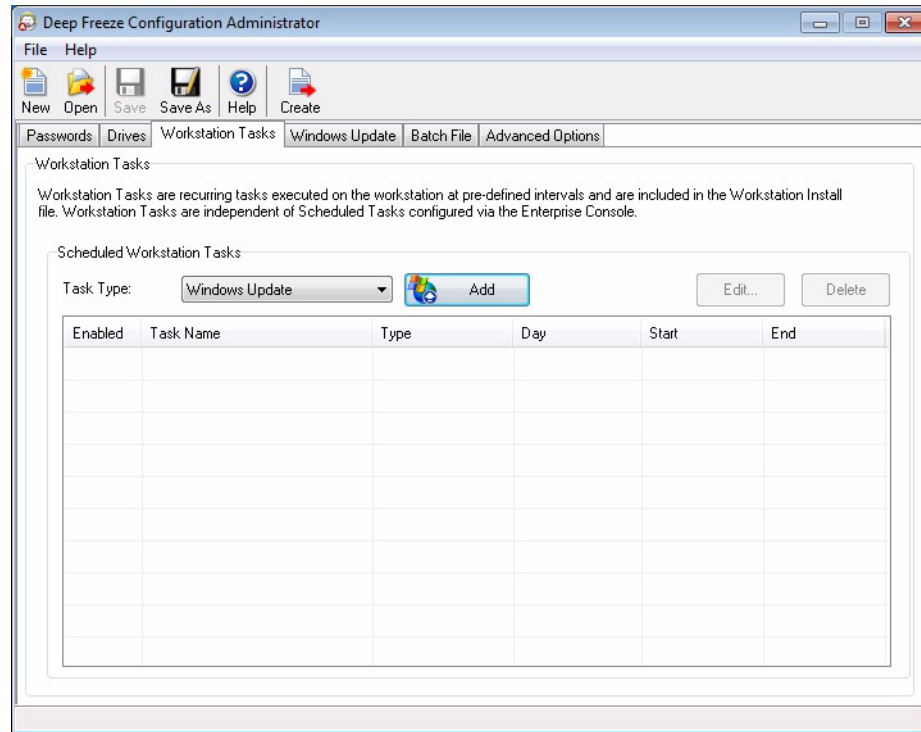 Deep Freeze Configuration Administrator
File Help
New Open Save Save As Help Create
Passwords Drives Workstation Tasks Windows Update Batch File Advanced Options
Workstation Tasks
Workstation Tasks are recurring tasks executed on the workstation at pre-defined intervals and are included in the Workstation Install
file. Workstation Tasks are independent of Scheduled Tasks configured via the Enterprise Console.
Scheduled Workstation Tasks
Task Type: Windows Update Add Edit... Delete
Enabled Task Name Type Day Start End